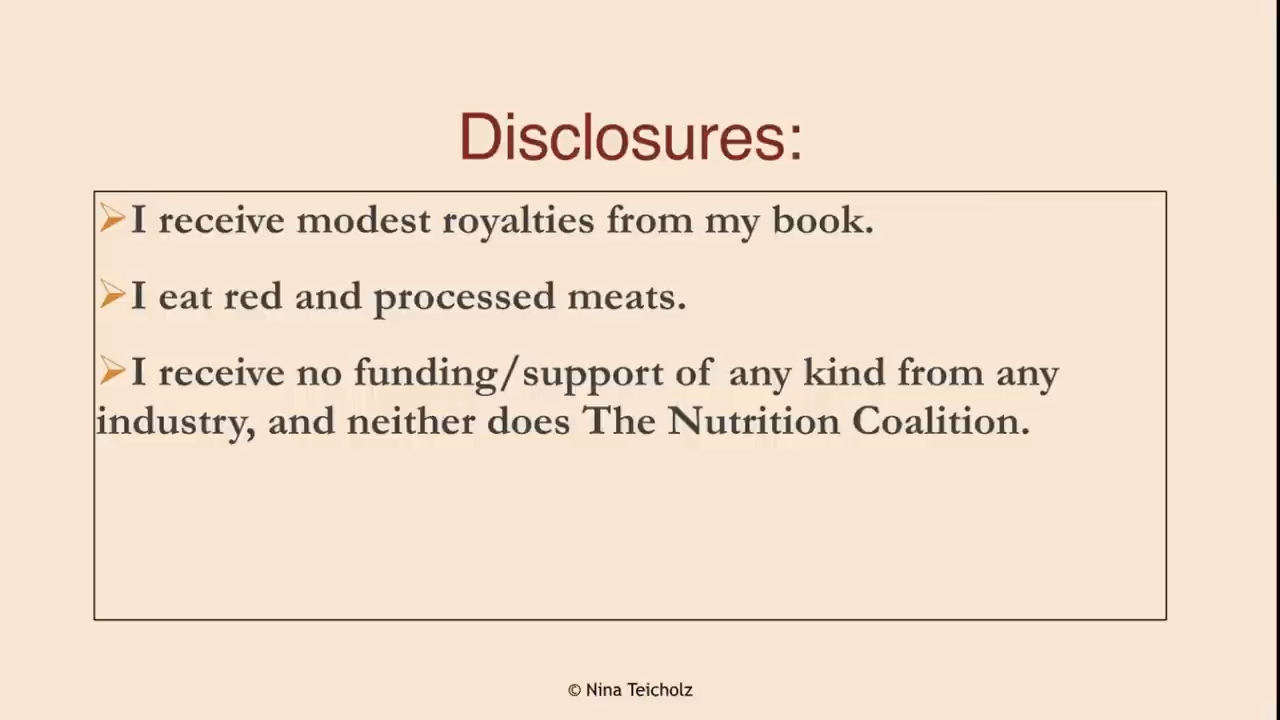 Disclosures:
➢I receive modest royalties from my book.
➢I eat red and processed meats.
➢I receive no funding/support of any kind from any
industry, and neither does The Nutrition Coalition.
© Nina Teicholz